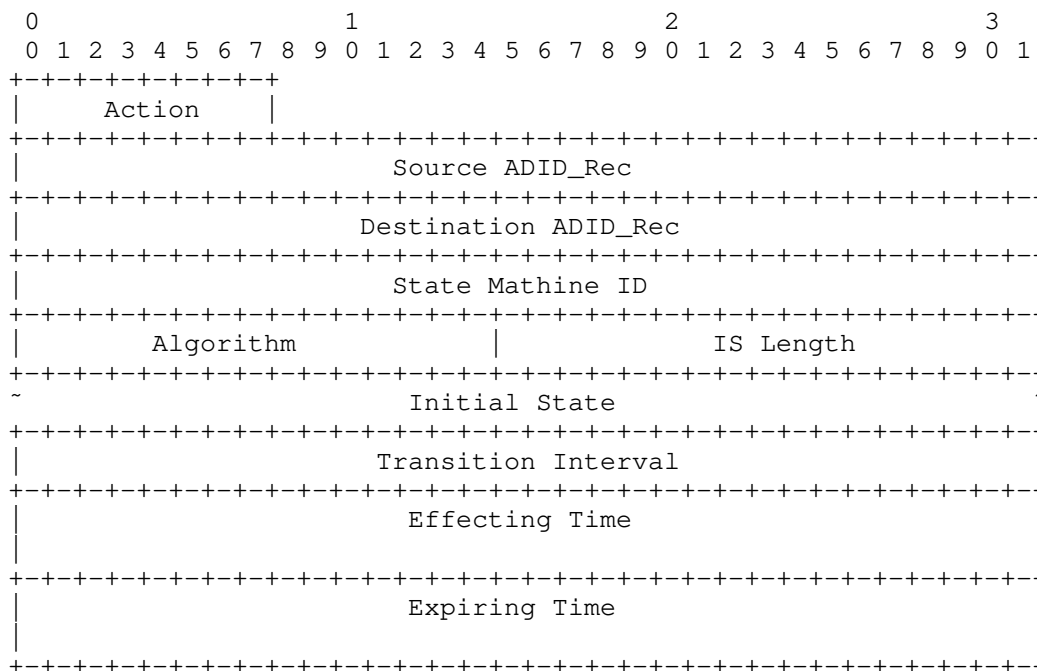 0 1 2 3
0 1 2 3 4 5 6 7 8 9 0 1 2 3 4 5 6 7 8 9 0 1 2 3 4 5 6 7 8 9 0 1
+-+-+-+-+-+-+-+-+
| Action |
+-+-+-+-+-+-+-+-+-+-+-+-+-+-+-+-+-+-+-+-+-+-+-+-+-+-+-+-+-+-+-+-+-
| Source ADID_Rec
+-+-+-+-+-+-+-+-+-+-+-+-+-+-+-+-+-+-+-+-+-+-+-+-+-+-+-+-+-+-+-+-+-
| Destination ADID_Rec
+-+-+-+-+-+-+-+-+-+-+-+-+-+-+-+-+-+-+-+-+-+-+-+-+-+-+-+-+-+-+-+-+-
| State Mathine ID
+-+-+-+-+-+-+-+-+-+-+-+-+-+-+-+-+-+-+-+-+-+-+-+-+-+-+-+-+-+-+-+-+-
| Algorithm | IS Length
+-+-+-+-+-+-+-+-+-+-+-+-+-+-+-+-+-+-+-+-+-+-+-+-+-+-+-+-+-+-+-+-+-
~ Initial State ~
+-+-+-+-+-+-+-+-+-+-+-+-+-+-+-+-+-+-+-+-+-+-+-+-+-+-+-+-+-+-+-+-+-
| Transition Interval
+-+-+-+-+-+-+-+-+-+-+-+-+-+-+-+-+-+-+-+-+-+-+-+-+-+-+-+-+-+-+-+-+-
| Effecting Time
|
+-+-+-+-+-+-+-+-+-+-+-+-+-+-+-+-+-+-+-+-+-+-+-+-+-+-+-+-+-+-+-+-+-
| Expiring Time
|
+-+-+-+-+-+-+-+-+-+-+-+-+-+-+-+-+-+-+-+-+-+-+-+-+-+-+-+-+-+-+-+-+-